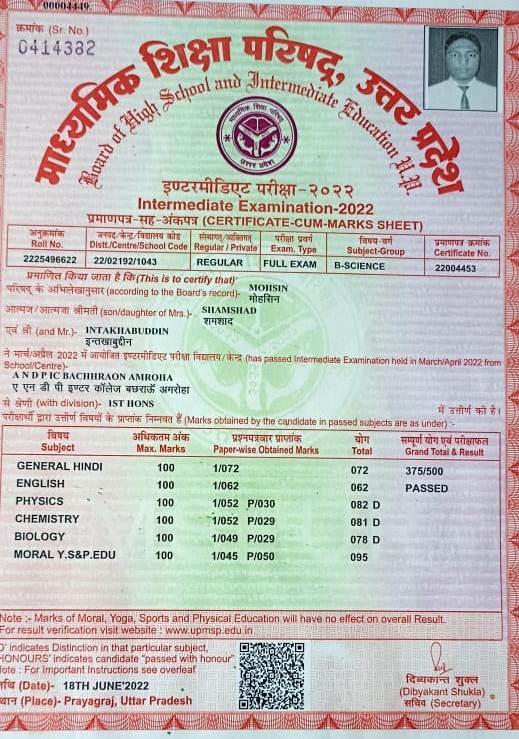 00004449
क्रमांक (Sr. No.)
0414382
माध्यमिक शिक्षा परिषद्, उत्तर प्रदेश
Board of High School and Intermediate Education U.P.
माध्यमिक शिक्षा परिषद्
उत्तर प्रदेश
इण्टरमीडिएट परीक्षा-२०२२
Intermediate Examination-2022
प्रमाणपत्र-सह-अंकपत्र (CERTIFICATE-CUM-MARKS SHEET)
अनुक्रमांक जनपद/केन्द्र/विद्यालय कोड संस्थागत/व्यक्तिगत परीक्षा प्रवर्ग विषय-वर्ग प्रमाणपत्र क्रमांक
Roll No. Distt./Centre/School Code Regular / Private Exam. Type Subject-Group Certificate No.
2225496622 22/02192/1043 REGULAR FULL EXAM B-SCIENCE 22004453
प्रमाणित किया जाता है कि(This is to certify that)
परिषद् के अभिलेखानुसार (according to the Board's record)- MOHSIN
मोहसिन
आत्मज/आत्मजा श्रीमती (son/daughter of Mrs.)- SHAMSHAD
शमशाद
एवं श्री (and Mr.)- INTAKHABUDDIN
इन्तखाबुद्दीन
ने मार्च/अप्रैल 2022 में आयोजित इण्टरमीडिएट परीक्षा विद्यालय/केन्द्र (has passed Intermediate Examination held in March/April 2022 from
School/Centre)-
A N D P I C BACHHRAON AMROHA
ए एन डी पी इण्टर कॉलेज बछराऊँ अमरोहा
से श्रेणी (with division)- IST HONS में उत्तीर्ण की है।
परीक्षार्थी द्वारा उत्तीर्ण विषयों के प्राप्तांक निम्नवत हैं (Marks obtained by the candidate in passed subjects are as under) :-
विषय अधिकतम अंक प्रश्नपत्रवार प्राप्तांक योग सम्पूर्ण योग एवं परीक्षाफल
Subject Max. Marks Paper-wise Obtained Marks Total Grand Total & Result
GENERAL HINDI 100 1/072 072 375/500
ENGLISH 100 1/062 062 PASSED
PHYSICS 100 1/052 P/030 082 D
CHEMISTRY 100 1/052 P/029 081 D
BIOLOGY 100 1/049 P/029 078 D
MORAL Y.S&P.EDU 100 1/045 P/050 095
Note :- Marks of Moral, Yoga, Sports and Physical Education will have no effect on overall Result.
For result verification visit website : www.upmsp.edu.in
D' indicates Distinction in that particular subject,
HONOURS' indicates candidate "passed with honour"
Note : For Important Instructions see overleaf
तिथि (Date)- 18TH JUNE'2022
स्थान (Place)- Prayagraj, Uttar Pradesh
दिव्यकान्त शुक्ल
(Dibyakant Shukla)
सचिव (Secretary)